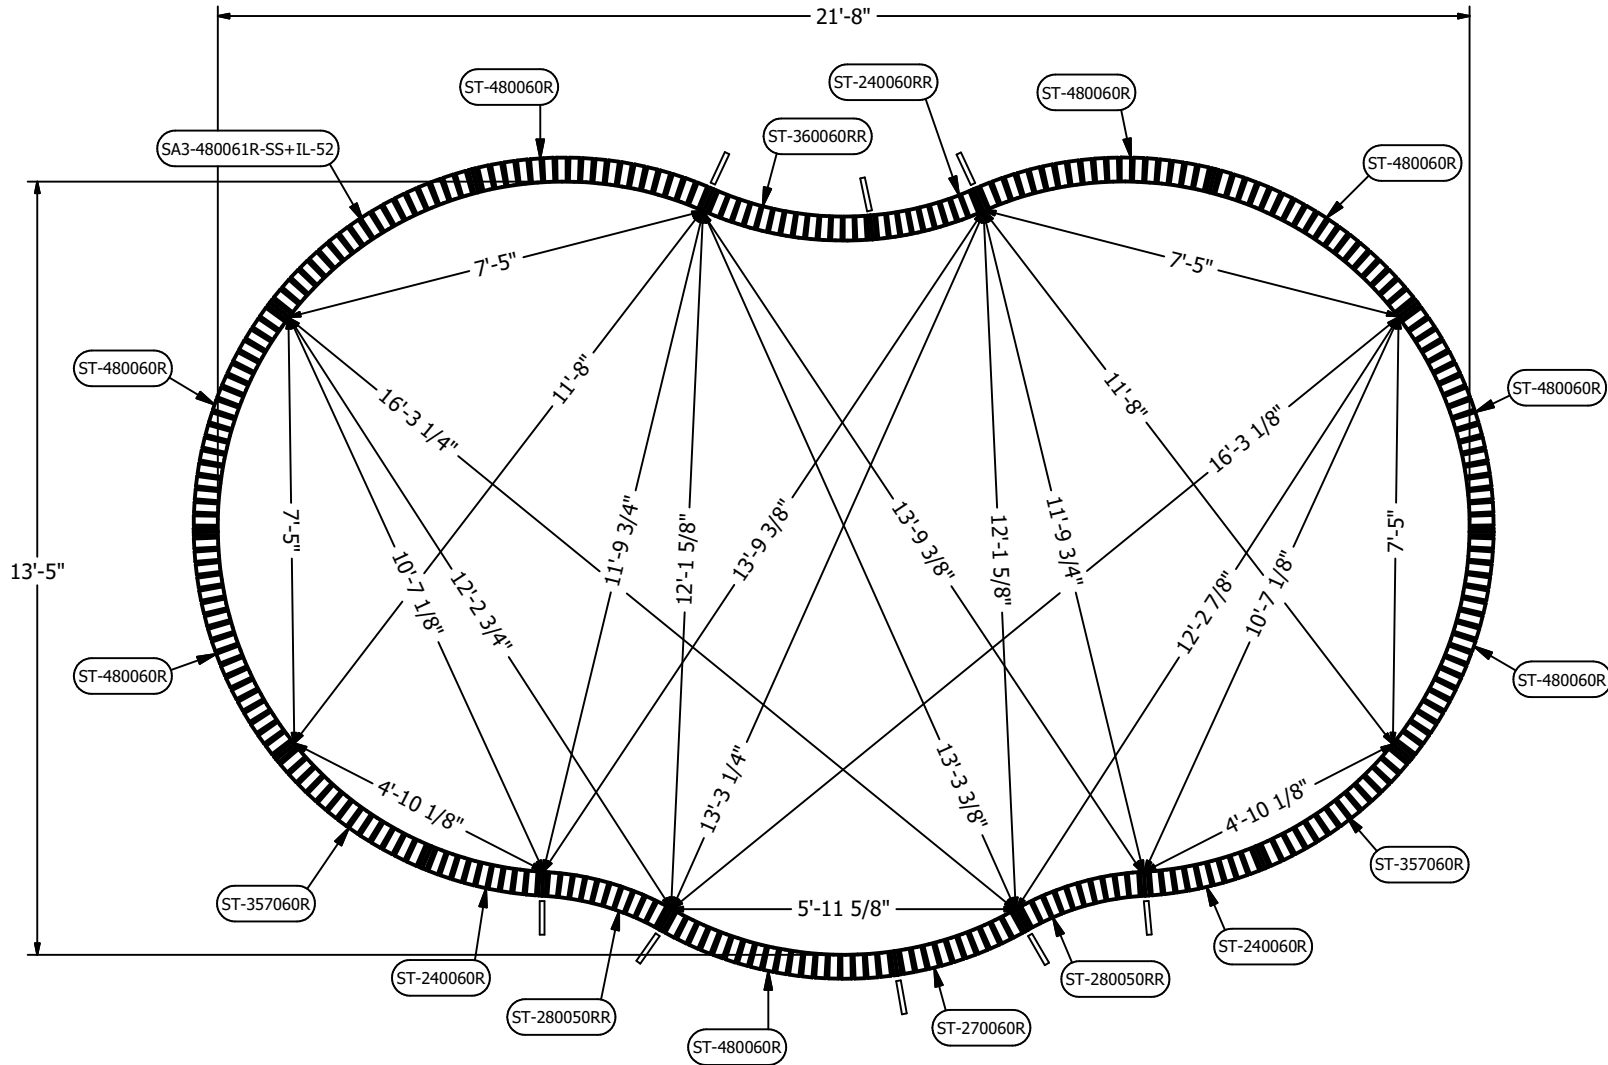 21'-8"
ST-480060R
ST-240060RR
ST-480060R
SA3-480061R-SS+IL-52
ST-360060RR
ST-480060R
7'-5"
7'-5"
ST-480060R
11'-8"
11'-8"
ST-480060R
16'-3 1/4"
16'-3 1/8"
13'-5"
7'-5"
10'-7 1/8"
12'-2 3/4"
11'-9 3/4"
12'-1 5/8"
13'-9 3/8"
13'-9 3/8"
12'-1 5/8"
11'-9 3/4"
12'-2 7/8"
10'-7 1/8"
7'-5"
ST-480060R
ST-480060R
4'-10 1/8"
13'-3 1/4"
13'-3 3/8"
4'-10 1/8"
ST-357060R
ST-357060R
5'-11 5/8"
ST-240060R
ST-240060R
ST-280050RR
ST-280050RR
ST-480060R
ST-270060R